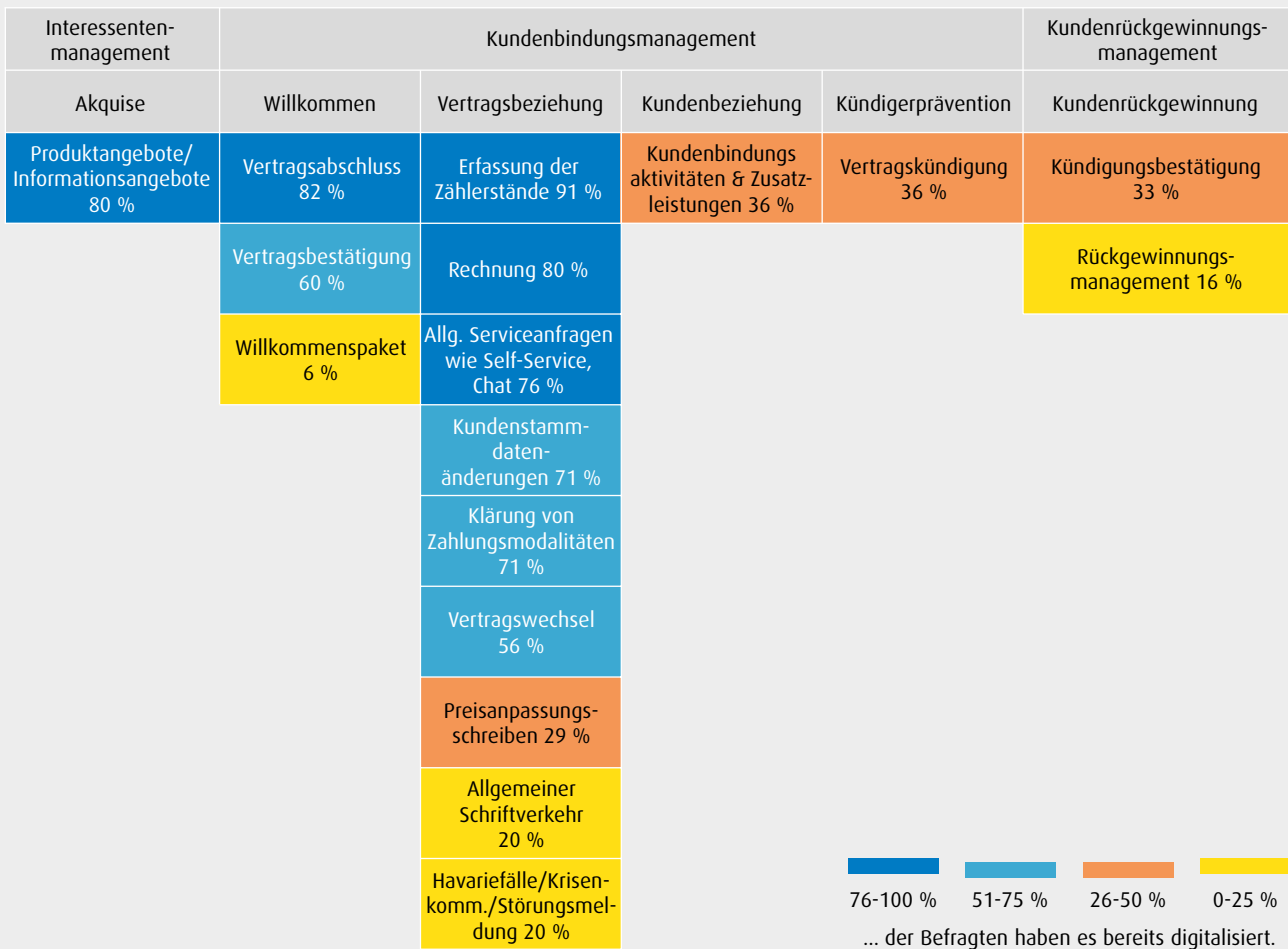 Interessenten-
management
Kundenbindungsmanagement
Kundenrückgewinnungs-
management
Akquise
Willkommen
Vertragsbeziehung
Kundenbeziehung
Kündigerprävention
Kundenrückgewinnung
Produktangebote/
Informationsangebote
80 %
Vertragsabschluss
82 %
Erfassung der
Zählerstände 91 %
Kundenbindungs
aktivitäten & Zusatz-
leistungen 36 %
Vertragskündigung
36 %
Kündigungsbestätigung
33 %
Vertragsbestätigung
60 %
Rechnung 80 %
Rückgewinnungs-
management 16 %
Willkommenspaket
6 %
Allg. Serviceanfragen
wie Self-Service,
Chat 76 %
Kundenstamm-
daten-
änderungen 71 %
Klärung von
Zahlungsmodalitäten
71 %
Vertragswechsel
56 %
Preisanpassungs-
schreiben 29 %
Allgemeiner
Schriftverkehr
20 %
Havariefälle/Krisen-
komm./Störungsmel-
dung 20 %
76-100 %
51-75 %
26-50 %
0-25 %
... der Befragten haben es bereits digitalisiert.